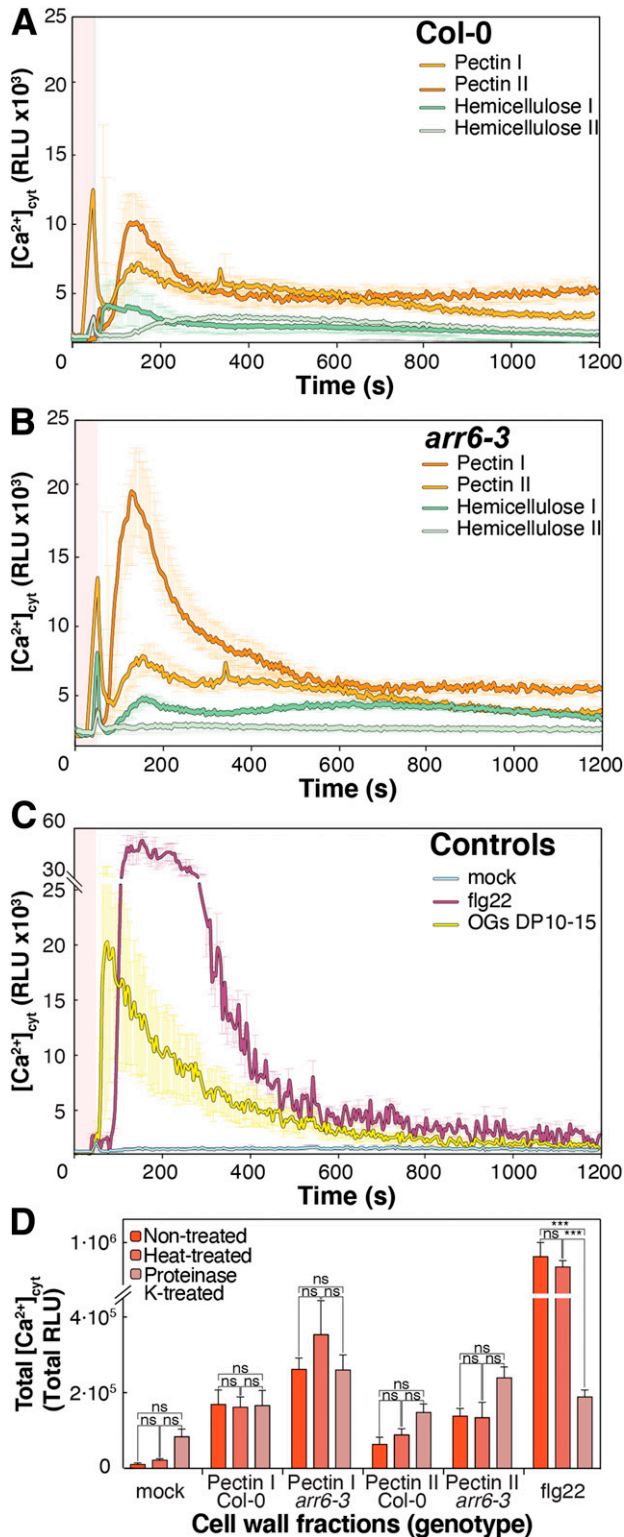 A
Col-0
Pectin I
Pectin II
Hemicellulose I
Hemicellulose II
[Ca²⁺]cyt (RLU x10³)
25
20
15
10
5
0 200 400 600 800 1000 1200
Time (s)
B
arr6-3
Pectin I
Pectin II
Hemicellulose I
Hemicellulose II
[Ca²⁺]cyt (RLU x10³)
25
20
15
10
5
0 200 400 600 800 1000 1200
Time (s)
C
Controls
mock
flg22
OGs DP10-15
[Ca²⁺]cyt (RLU x10³)
60
30
25
20
15
10
5
0 200 400 600 800 1000 1200
Time (s)
D
Non-treated
Heat-treated
Proteinase
K-treated
Total [Ca²⁺]cyt
(Total RLU)
1·10⁶
4·10⁵
2·10⁵
0
ns
ns ns
ns
ns ns
ns
ns ns
ns
ns ns
ns
ns ns
***
ns ***
mock
Pectin I
Col-0
Pectin I
arr6-3
Pectin II
Col-0
Pectin II
arr6-3
flg22
Cell wall fractions (genotype)